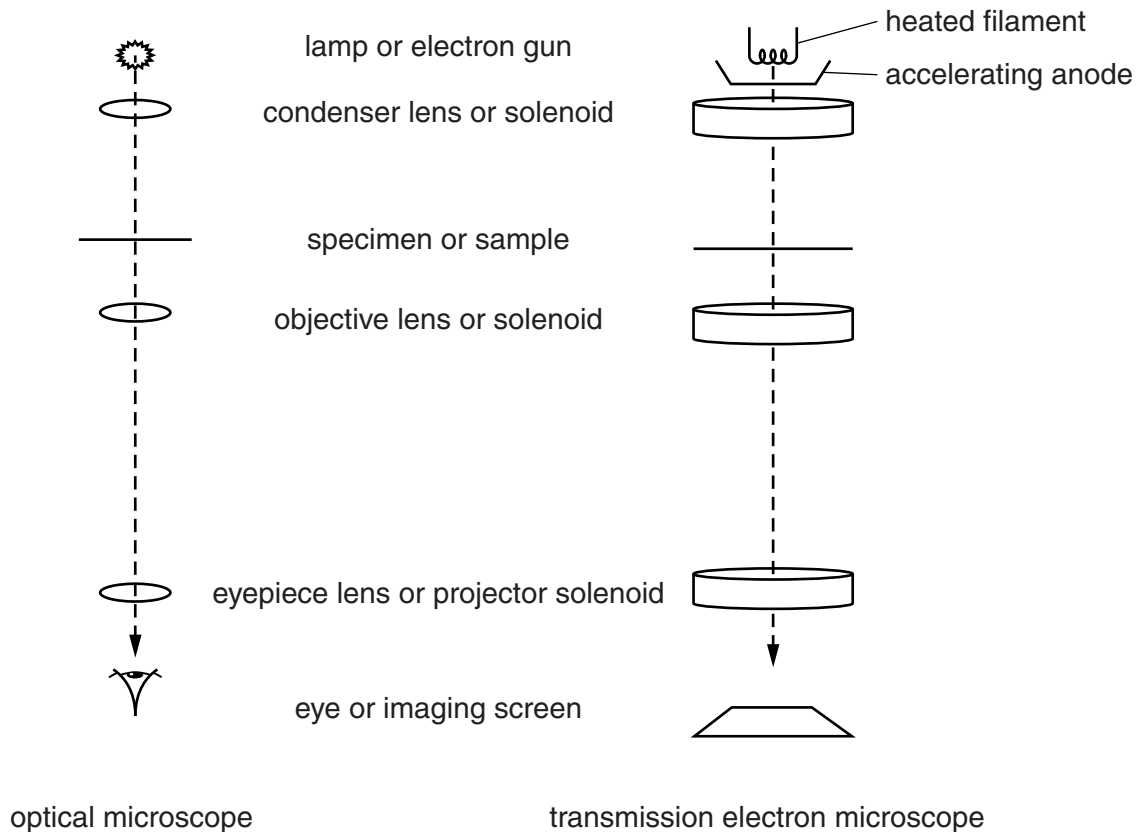 heated filament
lamp or electron gun
accelerating anode
condenser lens or solenoid
specimen or sample
objective lens or solenoid
eyepiece lens or projector solenoid
eye or imaging screen
optical microscope
transmission electron microscope